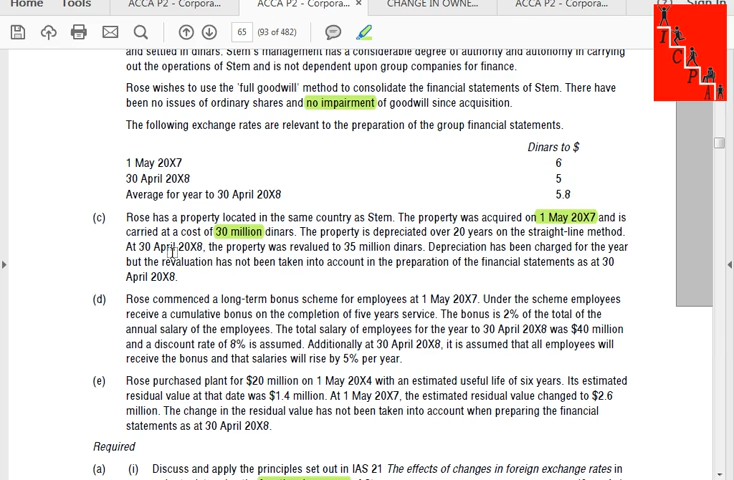 Home Tools ACCA P2 - Corpora... ACCA P2 - Corpora... × CHANGE IN OWNE... ACCA P2 - Corpora... Sign In
65 (93 of 482)
and settled in dinars. Stem's management has a considerable degree of authority and autonomy in carrying
out the operations of Stem and is not dependent upon group companies for finance.
Rose wishes to use the 'full goodwill' method to consolidate the financial statements of Stem. There have
been no issues of ordinary shares and no impairment of goodwill since acquisition.
The following exchange rates are relevant to the preparation of the group financial statements.
Dinars to $
1 May 20X7 6
30 April 20X8 5
Average for year to 30 April 20X8 5.8
(c) Rose has a property located in the same country as Stem. The property was acquired on 1 May 20X7 and is
carried at a cost of 30 million dinars. The property is depreciated over 20 years on the straight-line method.
At 30 April 20X8, the property was revalued to 35 million dinars. Depreciation has been charged for the year
but the revaluation has not been taken into account in the preparation of the financial statements as at 30
April 20X8.
(d) Rose commenced a long-term bonus scheme for employees at 1 May 20X7. Under the scheme employees
receive a cumulative bonus on the completion of five years service. The bonus is 2% of the total of the
annual salary of the employees. The total salary of employees for the year to 30 April 20X8 was $40 million
and a discount rate of 8% is assumed. Additionally at 30 April 20X8, it is assumed that all employees will
receive the bonus and that salaries will rise by 5% per year.
(e) Rose purchased plant for $20 million on 1 May 20X4 with an estimated useful life of six years. Its estimated
residual value at that date was $1.4 million. At 1 May 20X7, the estimated residual value changed to $2.6
million. The change in the residual value has not been taken into account when preparing the financial
statements as at 30 April 20X8.
Required
(a) (i) Discuss and apply the principles set out in IAS 21 The effects of changes in foreign exchange rates in
I
C
P
A